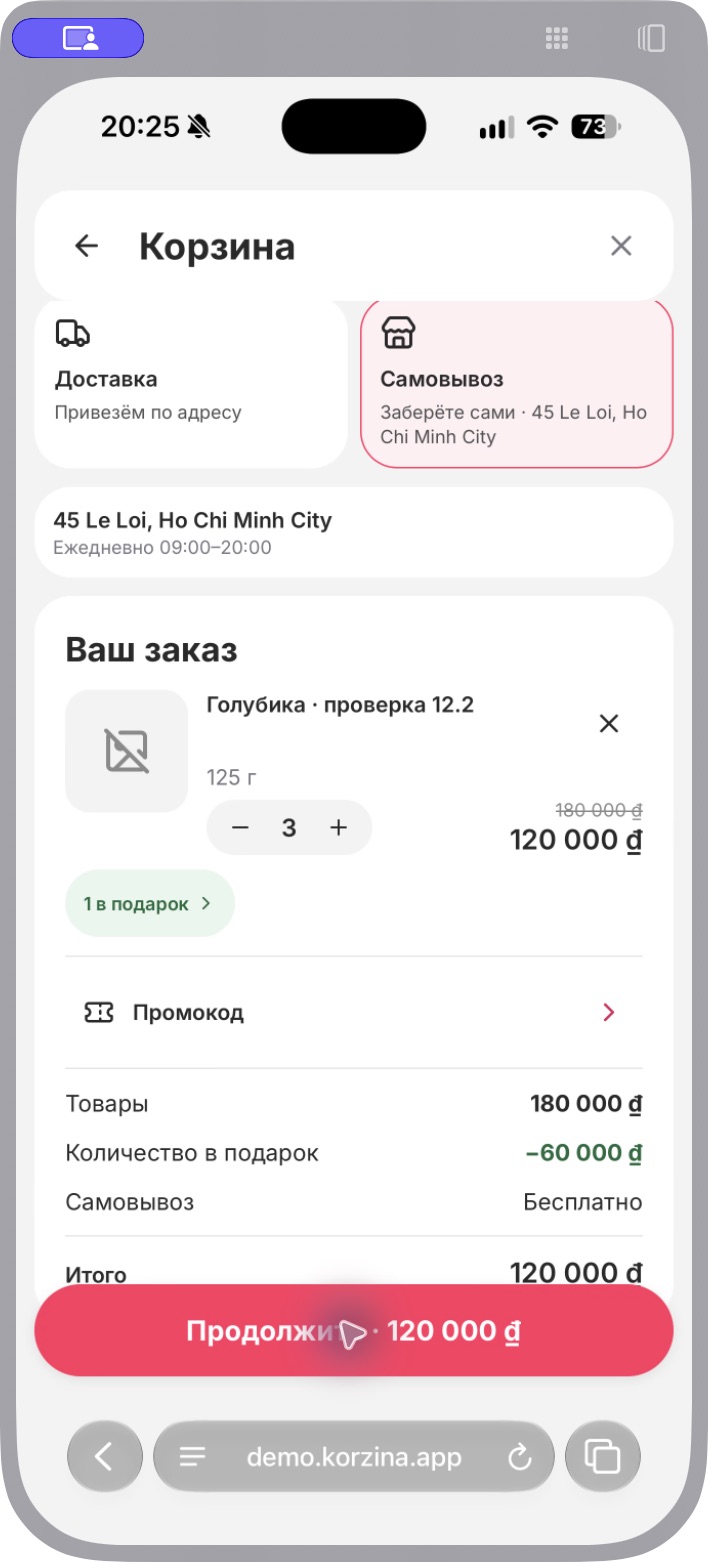 20:25
73
Корзина
Доставка
Привезём по адресу
Самовывоз
Заберёте сами · 45 Le Loi, Ho
Chi Minh City
45 Le Loi, Ho Chi Minh City
Ежедневно 09:00–20:00
Ваш заказ
Голубика · проверка 12.2
125 г
− 3 +
180 000 ₫
120 000 ₫
1 в подарок
Промокод
Товары 180 000 ₫
Количество в подарок −60 000 ₫
Самовывоз Бесплатно
Итого 120 000 ₫
Продолжить · 120 000 ₫
demo.korzina.app